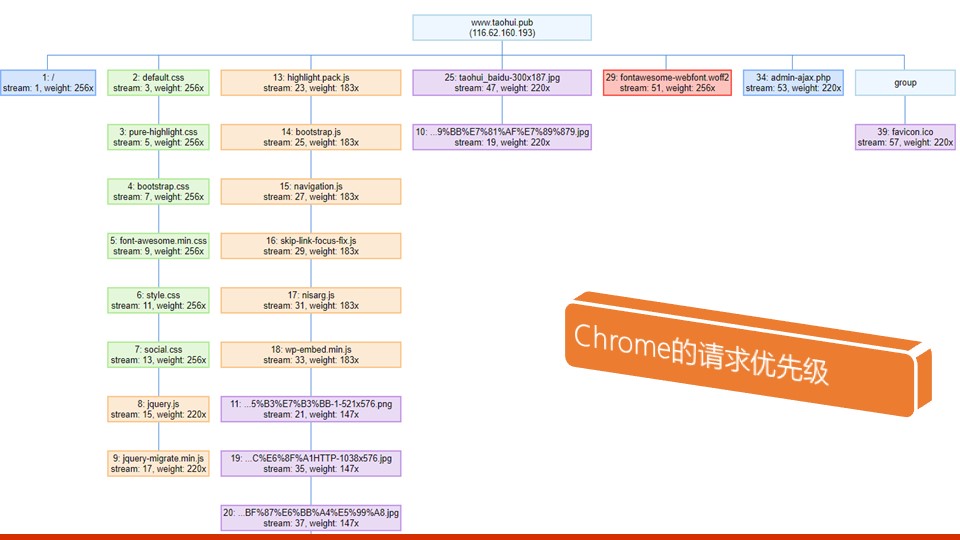 www.taohui.pub
(116.62.160.193)
1: /
stream: 1, weight: 256x
2: default.css
stream: 3, weight: 256x
13: highlight.pack.js
stream: 23, weight: 183x
25: taohui_baidu-300x187.jpg
stream: 47, weight: 220x
29: fontawesome-webfont.woff2
stream: 51, weight: 256x
34: admin-ajax.php
stream: 53, weight: 220x
group
3: pure-highlight.css
stream: 5, weight: 256x
14: bootstrap.js
stream: 25, weight: 183x
10: ...9%BB%E7%81%AF%E7%89%879.jpg
stream: 19, weight: 220x
39: favicon.ico
stream: 57, weight: 220x
4: bootstrap.css
stream: 7, weight: 256x
15: navigation.js
stream: 27, weight: 183x
5: font-awesome.min.css
stream: 9, weight: 256x
16: skip-link-focus-fix.js
stream: 29, weight: 183x
6: style.css
stream: 11, weight: 256x
17: nisarg.js
stream: 31, weight: 183x
7: social.css
stream: 13, weight: 256x
18: wp-embed.min.js
stream: 33, weight: 183x
Chrome的请求优先级
8: jquery.js
stream: 15, weight: 220x
11: ...5%B3%E7%B3%BB-1-521x576.png
stream: 21, weight: 147x
9: jquery-migrate.min.js
stream: 17, weight: 220x
19: ...C%E6%8F%A1HTTP-1038x576.jpg
stream: 35, weight: 147x
20: ...BF%87%E6%BB%A4%E5%99%A8.jpg
stream: 37, weight: 147x